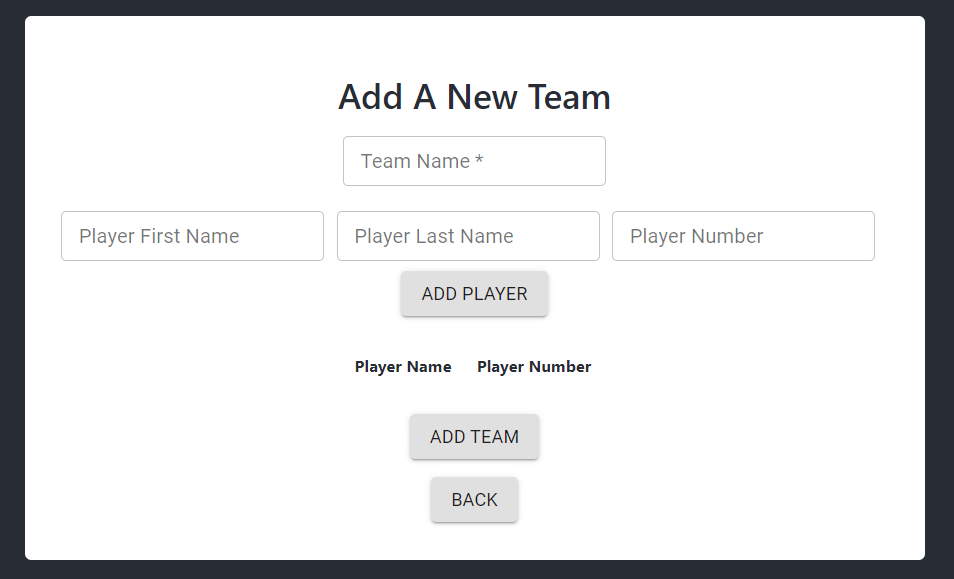 Add A New Team
Team Name *
Player First Name Player Last Name Player Number
ADD PLAYER
Player Name Player Number
ADD TEAM
BACK